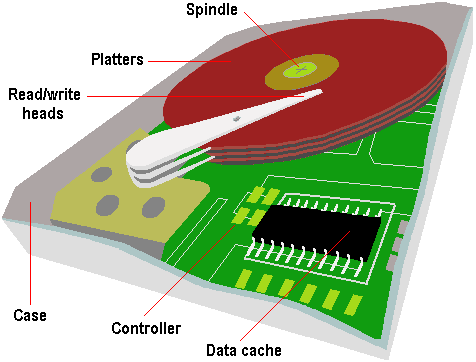 Spindle
Platters
Read/write
heads
Case
Controller
Data cache